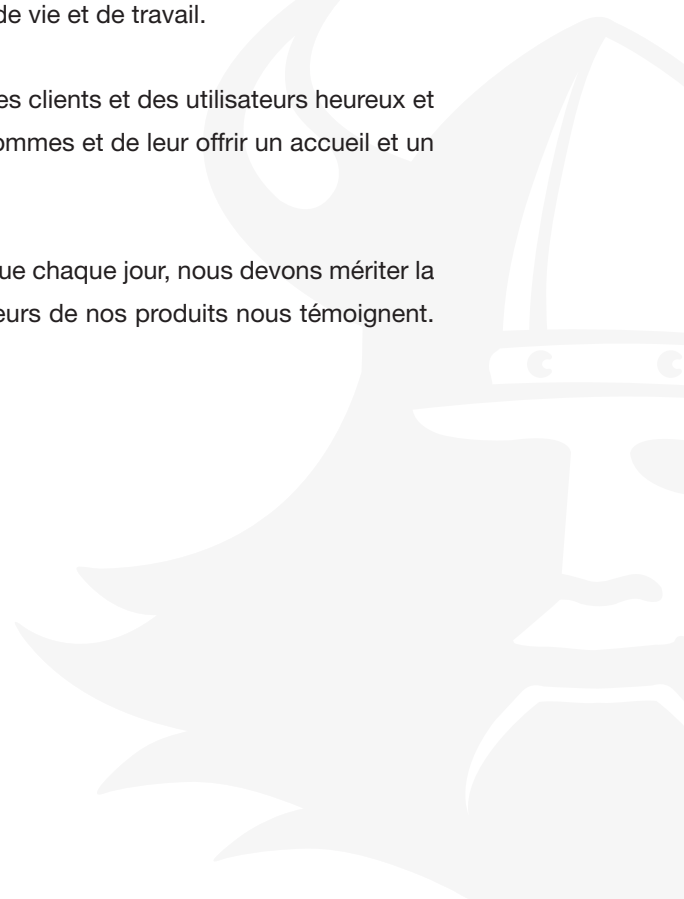 de vie et de travail.
es clients et des utilisateurs heureux et
ommes et de leur offrir un accueil et un
ue chaque jour, nous devons mériter la
eurs de nos produits nous témoignent.